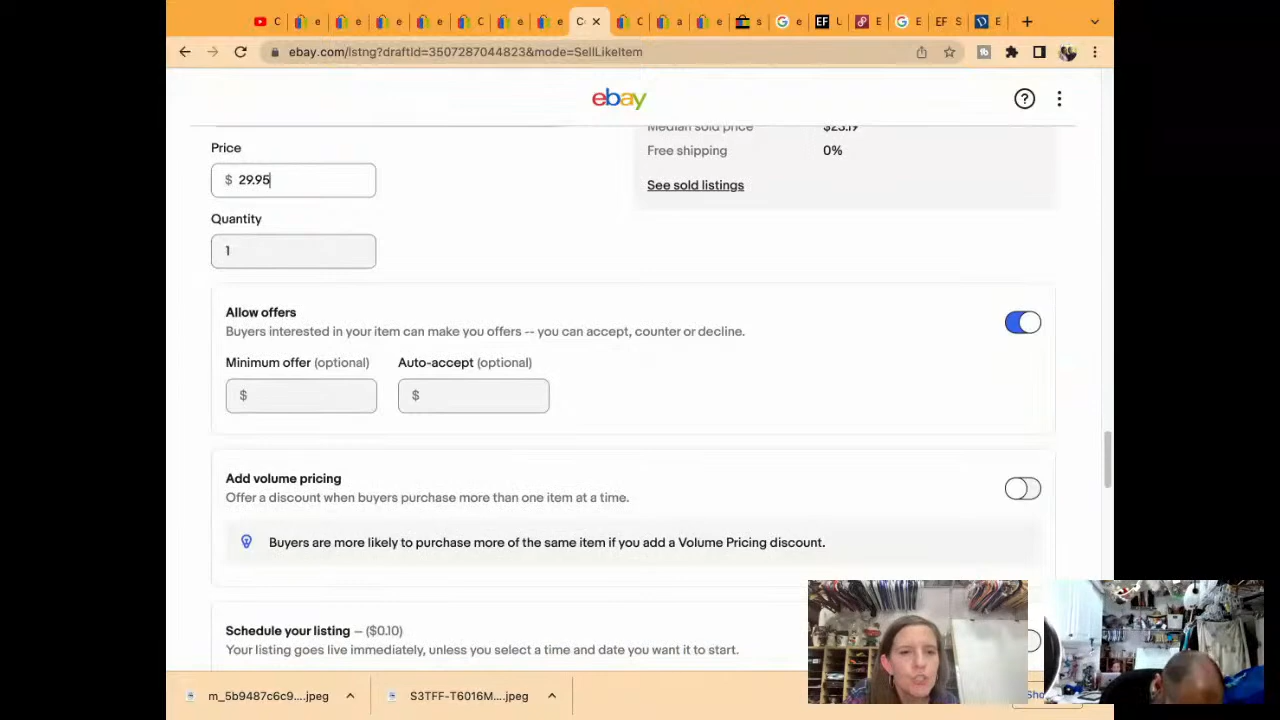 ebay.com/lstng?draftId=3507287044823&mode=SellLikeItem
ebay
Median sold price $23.19
Price
Free shipping 0%
$ 29.95
See sold listings
Quantity
1
Allow offers
Buyers interested in your item can make you offers -- you can accept, counter or decline.
Minimum offer (optional) Auto-accept (optional)
$ $
Add volume pricing
Offer a discount when buyers purchase more than one item at a time.
Buyers are more likely to purchase more of the same item if you add a Volume Pricing discount.
Schedule your listing – ($0.10)
Your listing goes live immediately, unless you select a time and date you want it to start.
m_5b9487c6c9....jpeg S3TFF-T6016M....jpeg